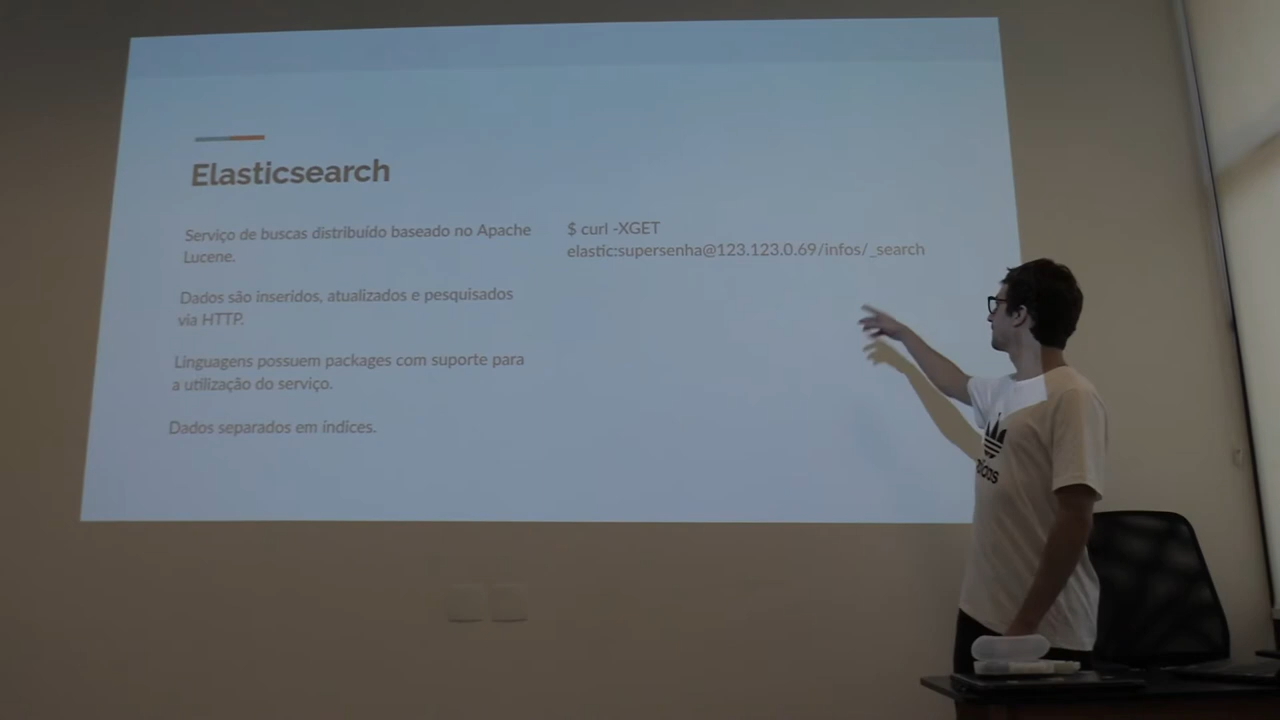 Elasticsearch
Serviço de buscas distribuído baseado no Apache
Lucene.
Dados são inseridos, atualizados e pesquisados
via HTTP.
Linguagens possuem packages com suporte para
a utilização do serviço.
Dados separados em índices.
$ curl -XGET
elastic:supersenha@123.123.0.69/infos/_search
adidas